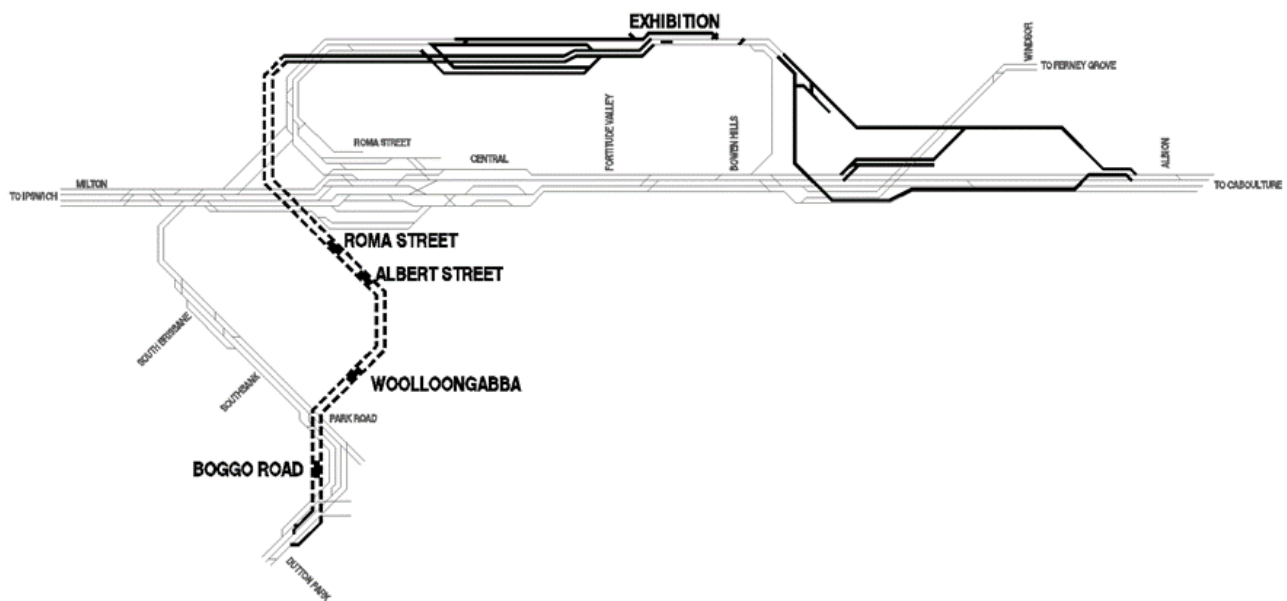 EXHIBITION
WINDSOR
TO FERNEY GROVE
FORTITUDE VALLEY
BOWEN HILLS
ROMA STREET
CENTRAL
ALBION
MILTON
TO IPSWICH
TO CABOULTURE
ROMA STREET
ALBERT STREET
SOUTH BRISBANE
WOOLLOONGABBA
SOUTHBANK
PARK ROAD
BOGGO ROAD
DUTTON PARK